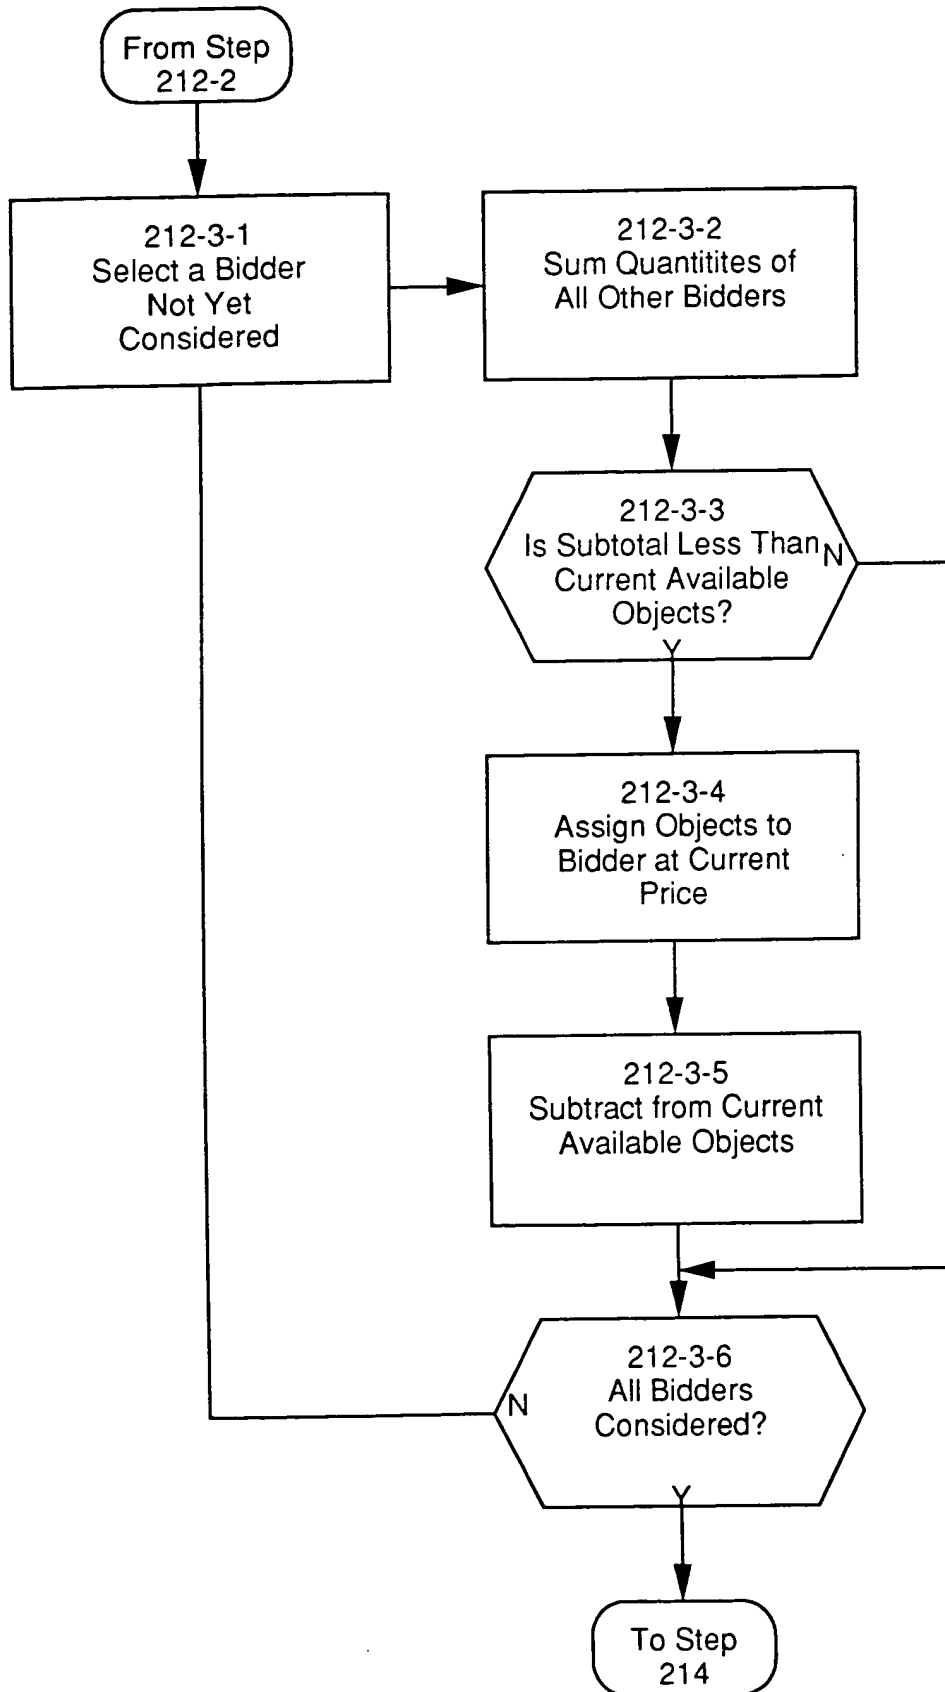 From Step
212-2
212-3-1
Select a Bidder
Not Yet
Considered
212-3-2
Sum Quantitites of
All Other Bidders
212-3-3
Is Subtotal Less Than
Current Available
Objects?
N
Y
212-3-4
Assign Objects to
Bidder at Current
Price
212-3-5
Subtract from Current
Available Objects
212-3-6
All Bidders
Considered?
N
Y
To Step
214